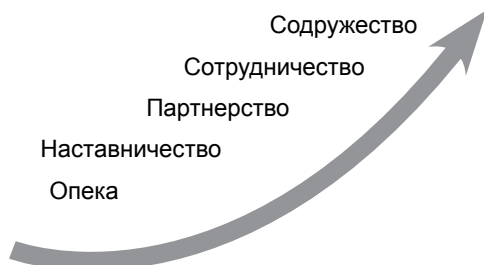 Содружество
Сотрудничество
Партнерство
Наставничество
Опека